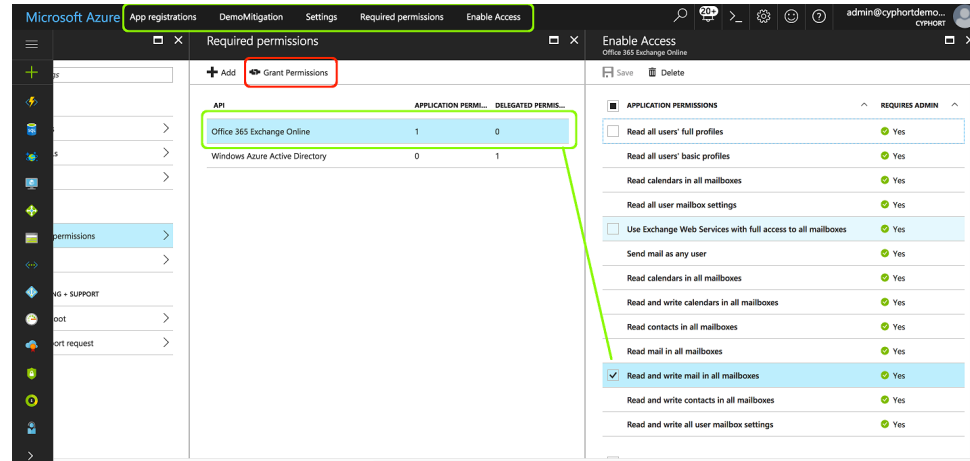 Microsoft Azure App registrations DemoMitigation Settings Required permissions Enable Access 20+ >_ ? admin@cyphortdemo...
CYPHORT
Required permissions
Add Grant Permissions
API APPLICATION PERMI... DELEGATED PERMIS...
Office 365 Exchange Online 1 0
Windows Azure Active Directory 0 1
permissions
NG + SUPPORT
oot
ort request
SQL
Enable Access
Office 365 Exchange Online
Save Delete
APPLICATION PERMISSIONS REQUIRES ADMIN
Read all users' full profiles Yes
Read all users' basic profiles Yes
Read calendars in all mailboxes Yes
Read all user mailbox settings Yes
Use Exchange Web Services with full access to all mailboxes Yes
Send mail as any user Yes
Read calendars in all mailboxes Yes
Read and write calendars in all mailboxes Yes
Read contacts in all mailboxes Yes
Read mail in all mailboxes Yes
Read and write mail in all mailboxes Yes
Read and write contacts in all mailboxes Yes
Read and write all user mailbox settings Yes